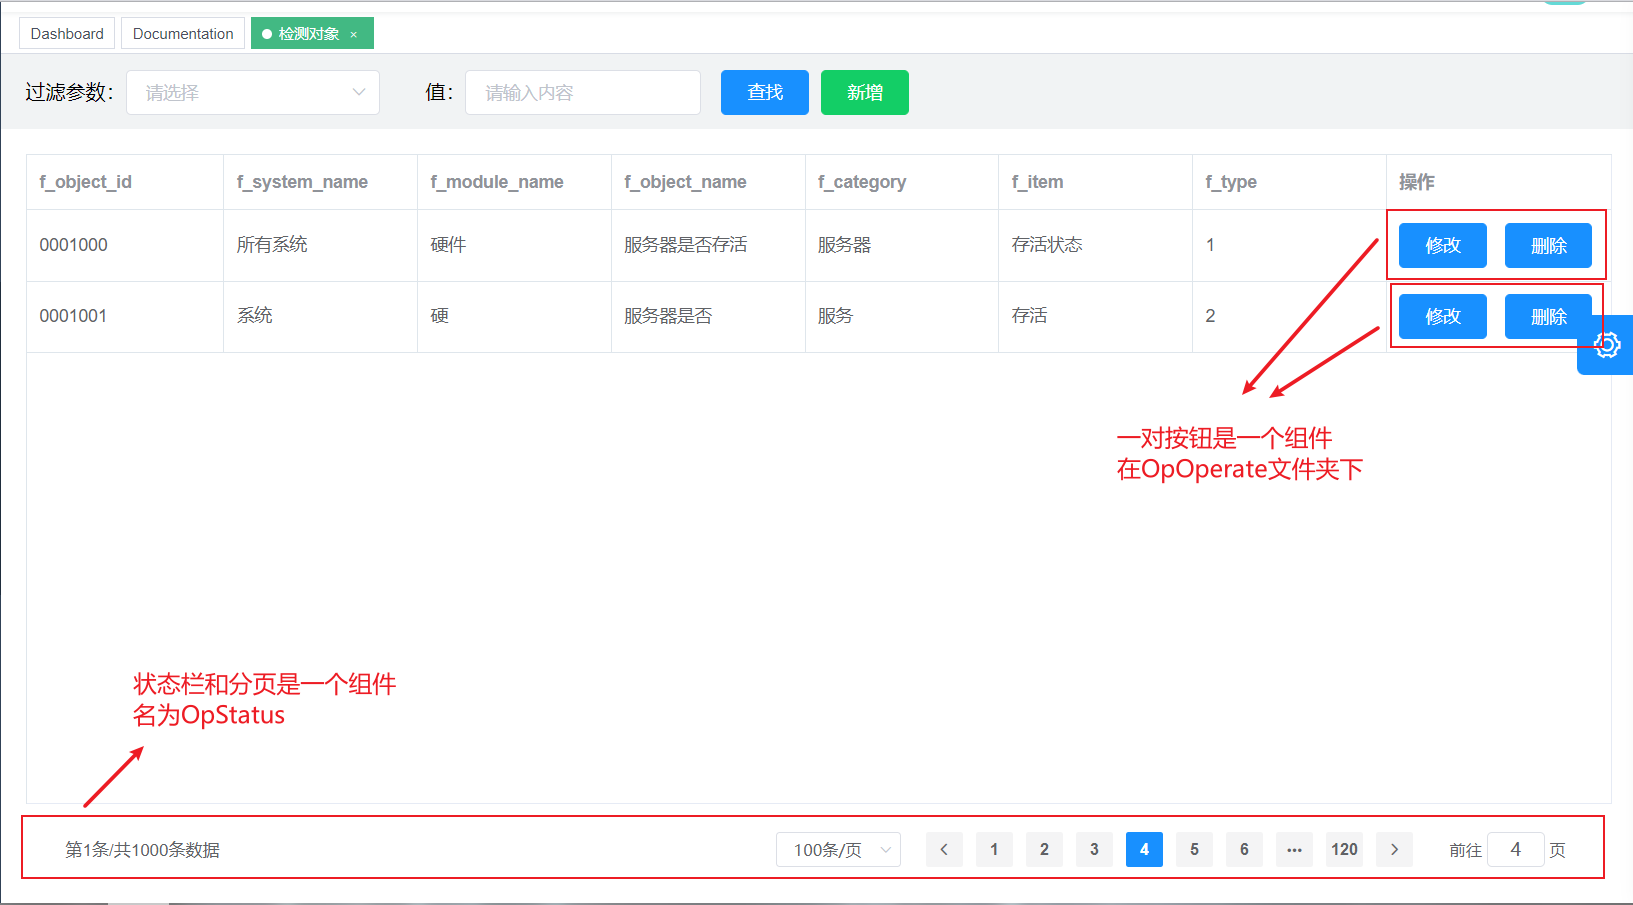 Dashboard Documentation 检测对象 ×
过滤参数： 请选择 值： 请输入内容 查找 新增
f_object_id f_system_name f_module_name f_object_name f_category f_item f_type 操作
0001000 所有系统 硬件 服务器是否存活 服务器 存活状态 1 修改 删除
0001001 系统 硬 服务器是否 服务 存活 2 修改 删除
一对按钮是一个组件
在OpOperate文件夹下
状态栏和分页是一个组件
名为OpStatus
第1条/共1000条数据 100条/页 1 2 3 4 5 6 ··· 120 前往 4 页